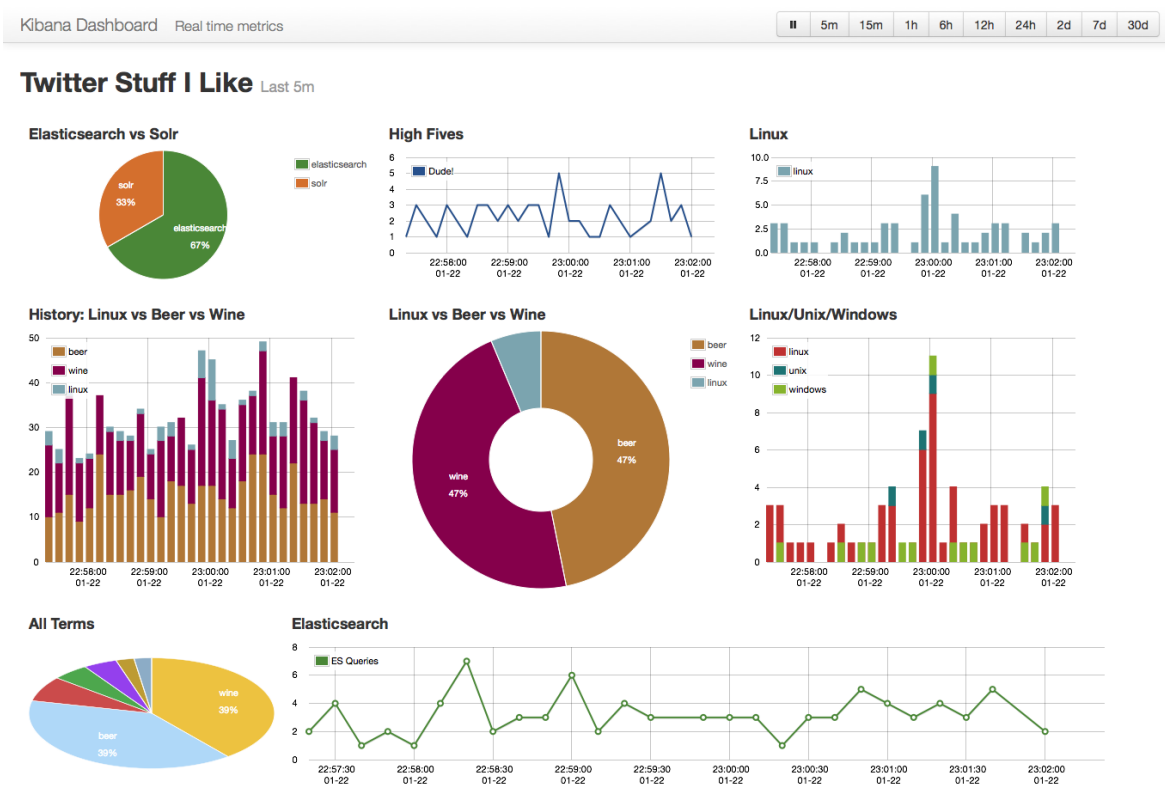 Kibana Dashboard Real time metrics
5m 15m 1h 6h 12h 24h 2d 7d 30d
Twitter Stuff I Like Last 5m
Elasticsearch vs Solr
elasticsearch
solr
solr
33%
elasticsearch
67%
High Fives
Dude!
6
5
4
3
2
1
0
22:58:00 22:59:00 23:00:00 23:01:00 23:02:00
01-22 01-22 01-22 01-22 01-22
Linux
linux
10.0
7.5
5.0
2.5
0.0
22:58:00 22:59:00 23:00:00 23:01:00 23:02:00
01-22 01-22 01-22 01-22 01-22
History: Linux vs Beer vs Wine
beer
wine
linux
50
40
30
20
10
0
22:58:00 22:59:00 23:00:00 23:01:00 23:02:00
01-22 01-22 01-22 01-22 01-22
Linux vs Beer vs Wine
beer
wine
linux
beer
47%
wine
47%
Linux/Unix/Windows
linux
unix
windows
12
10
8
6
4
2
0
22:58:00 22:59:00 23:00:00 23:01:00 23:02:00
01-22 01-22 01-22 01-22 01-22
All Terms
wine
39%
beer
39%
Elasticsearch
ES Queries
8
6
4
2
0
22:57:30 22:58:00 22:58:30 22:59:00 22:59:30 23:00:00 23:00:30 23:01:00 23:01:30 23:02:00
01-22 01-22 01-22 01-22 01-22 01-22 01-22 01-22 01-22 01-22